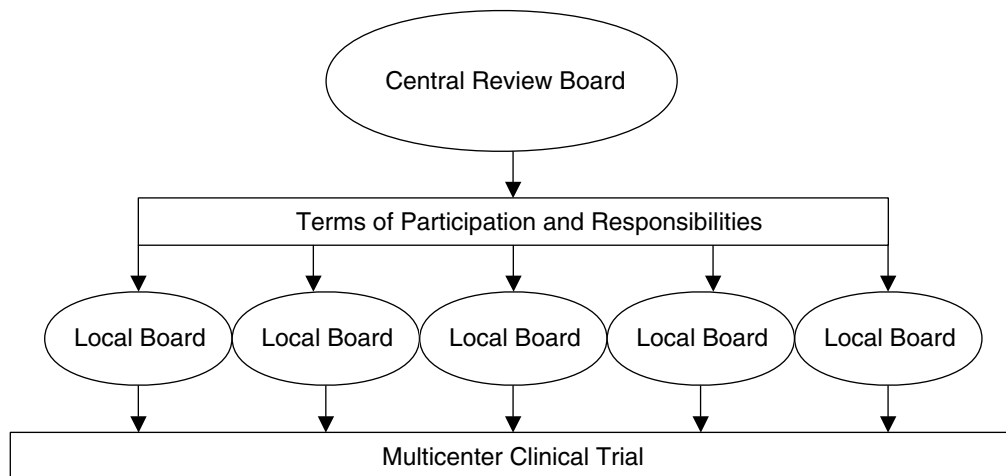 Central Review Board
Terms of Participation and Responsibilities
Local Board
Local Board
Local Board
Local Board
Local Board
Multicenter Clinical Trial